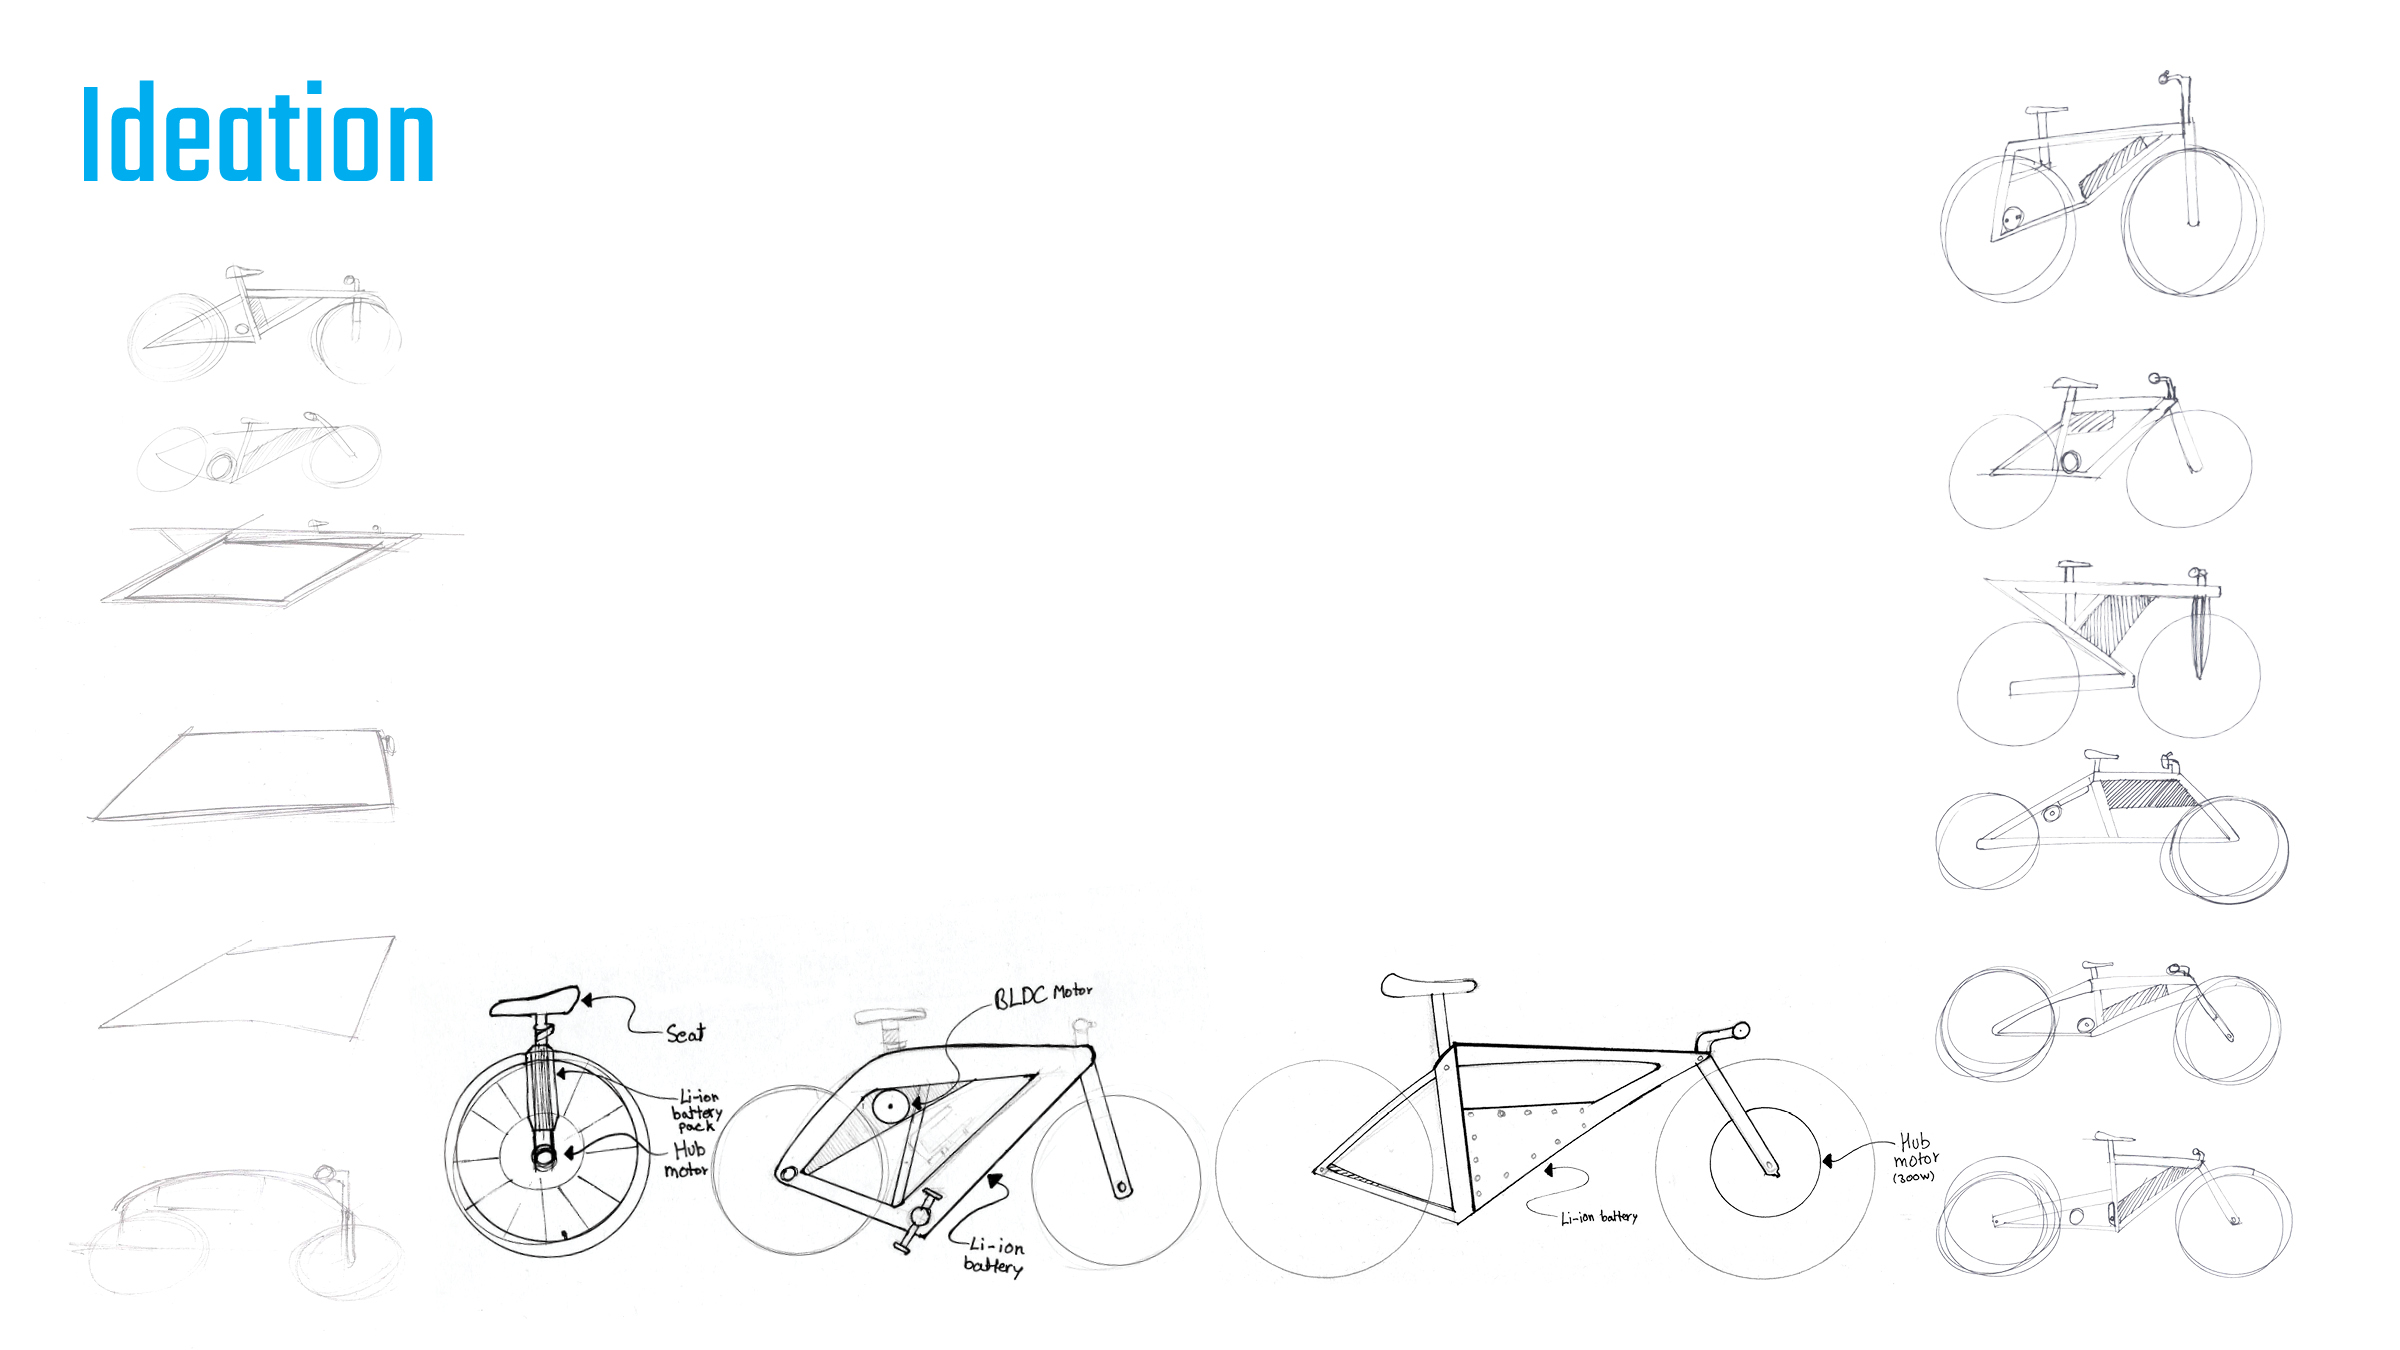 Ideation
Seat
Li-ion
battery
pack
Hub
motor
BLDC Motor
Li-ion
battery
Li-ion battery
Hub
motor
(300W)